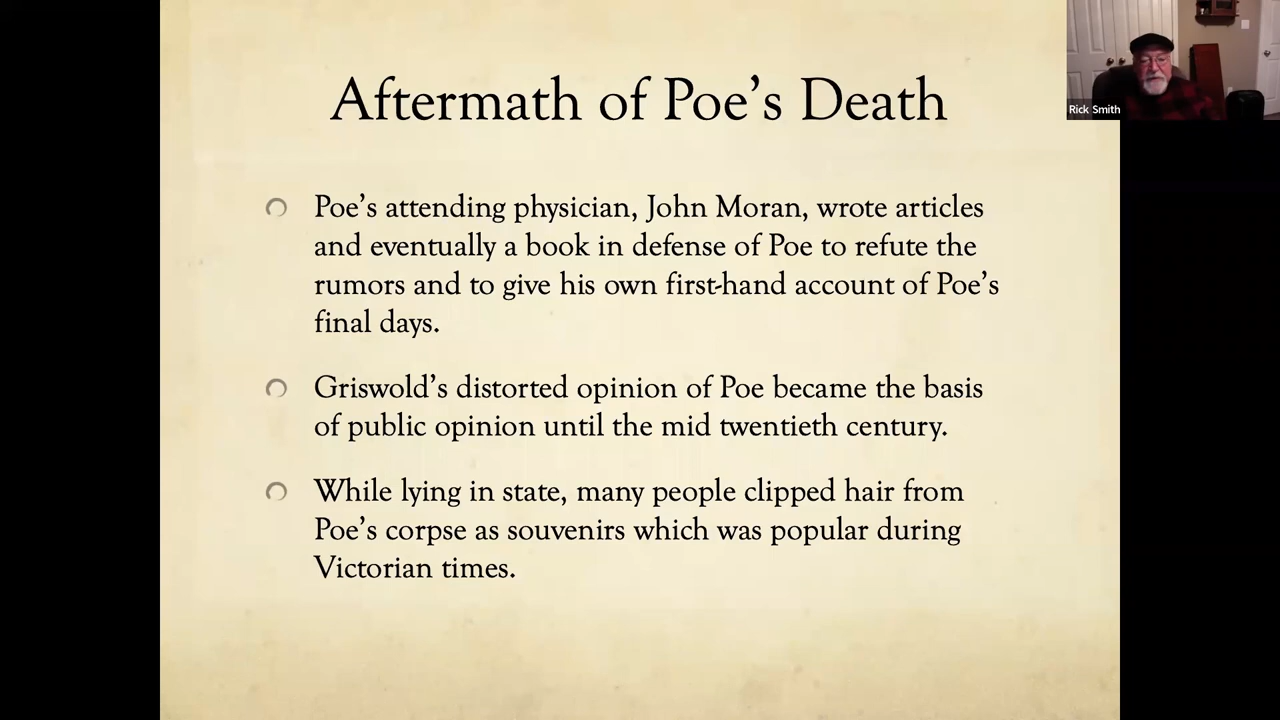 Aftermath of Poe's Death
Rick Smith
Poe's attending physician, John Moran, wrote articles
and eventually a book in defense of Poe to refute the
rumors and to give his own first-hand account of Poe's
final days.
Griswold's distorted opinion of Poe became the basis
of public opinion until the mid twentieth century.
While lying in state, many people clipped hair from
Poe's corpse as souvenirs which was popular during
Victorian times.